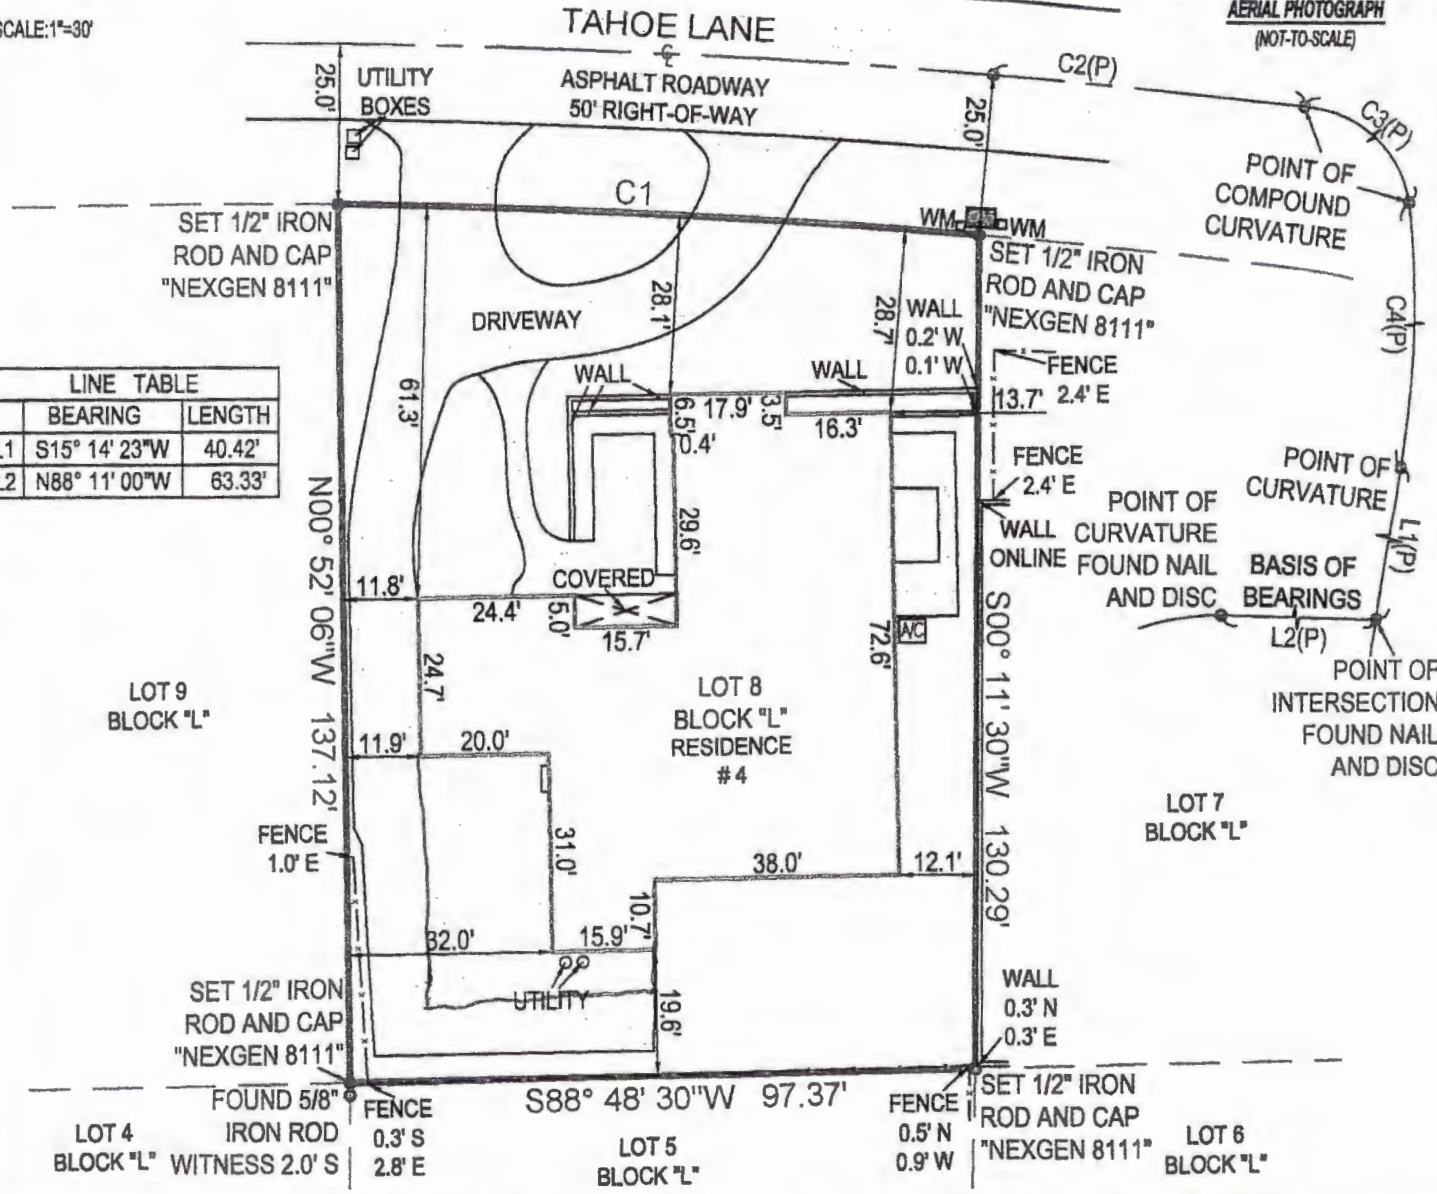 SCALE:1"=30'
AERIAL PHOTOGRAPH
(NOT-TO-SCALE)
TAHOE LANE
℄
ASPHALT ROADWAY
50' RIGHT-OF-WAY
25.0'
UTILITY
BOXES
25.0'
C2(P)
C3(P)
POINT OF
COMPOUND
CURVATURE
C1
WM
WM
SET 1/2" IRON
ROD AND CAP
"NEXGEN 8111"
SET 1/2" IRON
ROD AND CAP
"NEXGEN 8111"
DRIVEWAY
28.1'
28.7'
WALL
0.2' W
0.1' W
C4(P)
LINE TABLE
BEARING LENGTH
L1 S15° 14' 23"W 40.42'
L2 N88° 11' 00"W 63.33'
61.3'
WALL
WALL
FENCE
2.4' E
13.7'
6.5'
17.9'
3.5'
16.3'
0.4'
FENCE
2.4' E
POINT OF
CURVATURE
N00° 52' 06"W 137.12'
29.6'
WALL
ONLINE
POINT OF
CURVATURE
FOUND NAIL
AND DISC
BASIS OF
BEARINGS
L1(P)
L2(P)
11.8'
24.4'
COVERED
5.0'
15.7'
A/C
72.6'
S00° 11' 30"W 130.29'
POINT OF
INTERSECTION
FOUND NAIL
AND DISC
LOT 9
BLOCK "L"
24.7'
LOT 8
BLOCK "L"
RESIDENCE
#4
11.9'
20.0'
LOT 7
BLOCK "L"
FENCE
1.0' E
31.0'
38.0'
12.1'
10.7'
32.0'
15.9'
UTILITY
19.6'
WALL
0.3' N
0.3' E
SET 1/2" IRON
ROD AND CAP
"NEXGEN 8111"
S88° 48' 30"W 97.37'
FOUND 5/8"
IRON ROD
WITNESS 2.0' S
FENCE
0.3' S
2.8' E
FENCE
0.5' N
0.9' W
SET 1/2" IRON
ROD AND CAP
"NEXGEN 8111"
LOT 4
BLOCK "L"
LOT 5
BLOCK "L"
LOT 6
BLOCK "L"